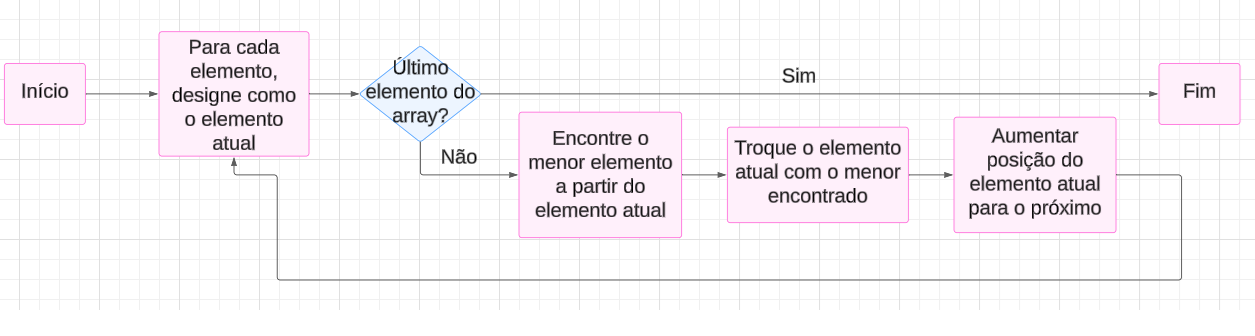 Início
Para cada
elemento,
designe como
o elemento
atual
Último
elemento do
array?
Sim
Fim
Não
Encontre o
menor elemento
a partir do
elemento atual
Troque o elemento
atual com o menor
encontrado
Aumentar
posição do
elemento atual
para o próximo